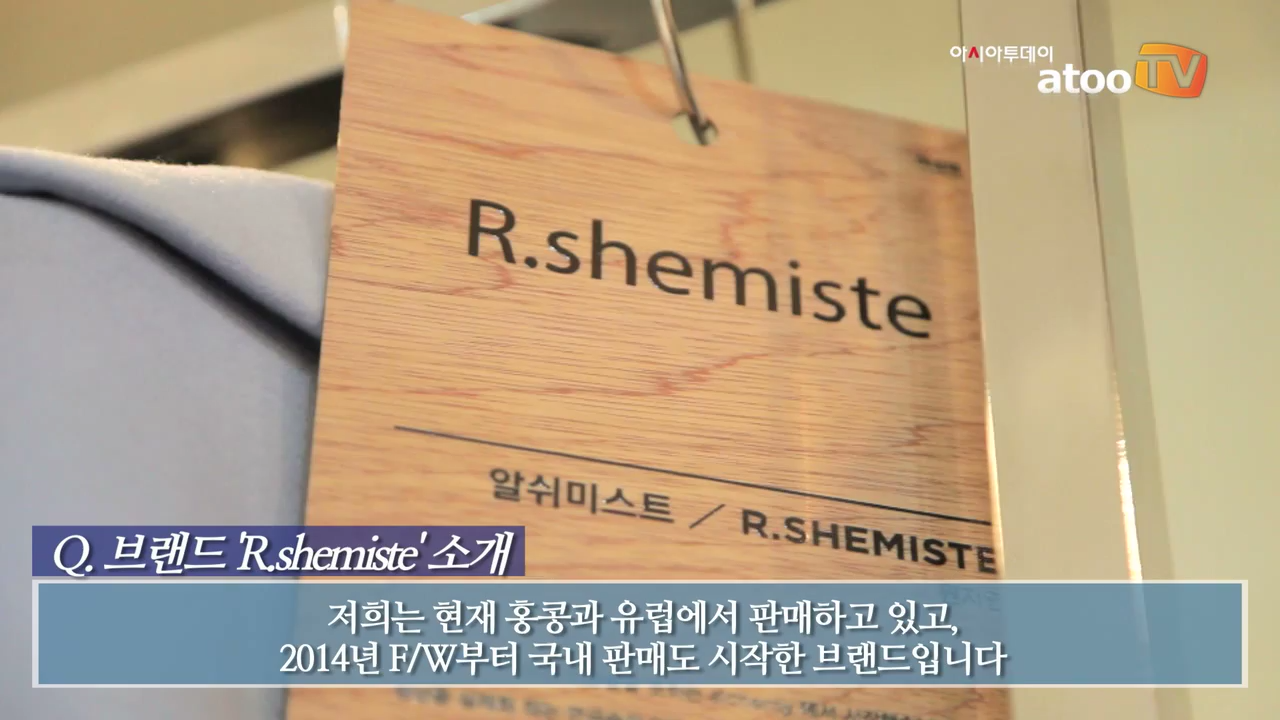 아시아투데이
atooTV
R.shemiste
알쉬미스트 / R.SHEMISTE
Q. 브랜드 'R.shemiste' 소개
저희는 현재 홍콩과 유럽에서 판매하고 있고,
2014년 F/W부터 국내 판매도 시작한 브랜드입니다